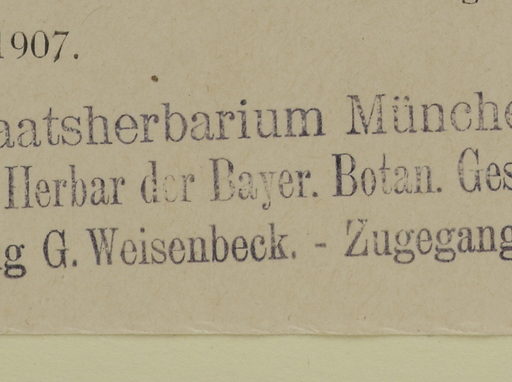 1907.
aatsherbarium Münche
Herbar der Bayer. Botan. Ges
g G. Weisenbeck. - Zugegang